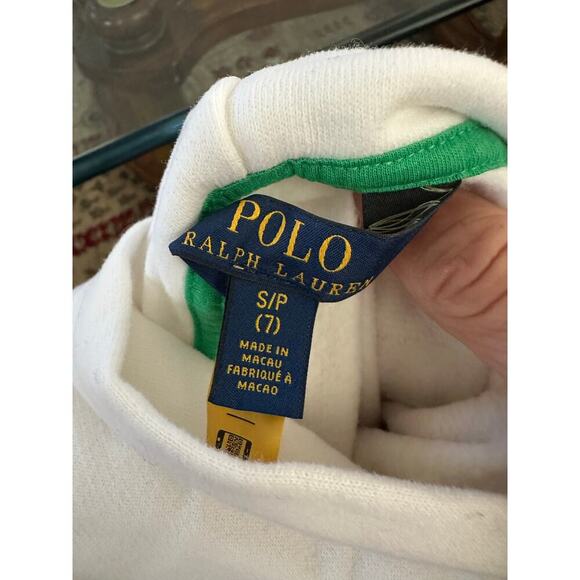 POLO
RALPH LAUREN
S/P
(7)
MADE IN
MACAU
FABRIQUÉ À
MACAO